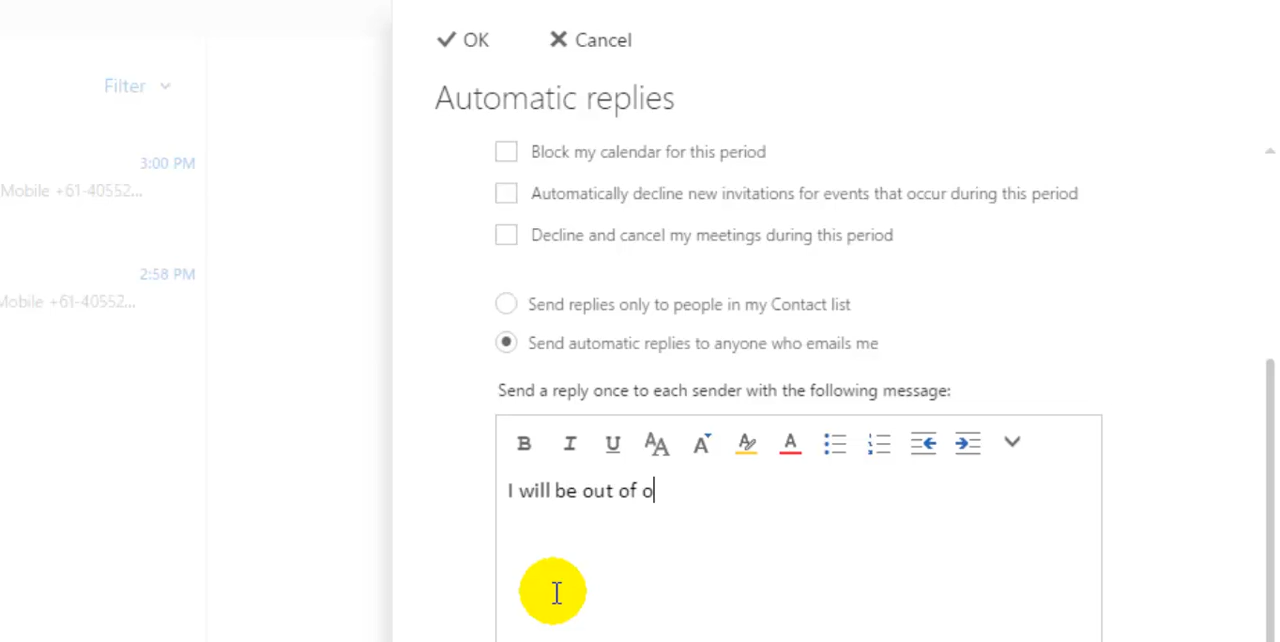 OK Cancel
Automatic replies
Filter
Block my calendar for this period
3:00 PM
Mobile +61-40552...
Automatically decline new invitations for events that occur during this period
Decline and cancel my meetings during this period
2:58 PM
Mobile +61-40552...
Send replies only to people in my Contact list
Send automatic replies to anyone who emails me
Send a reply once to each sender with the following message:
B I U AA A A
I will be out of o